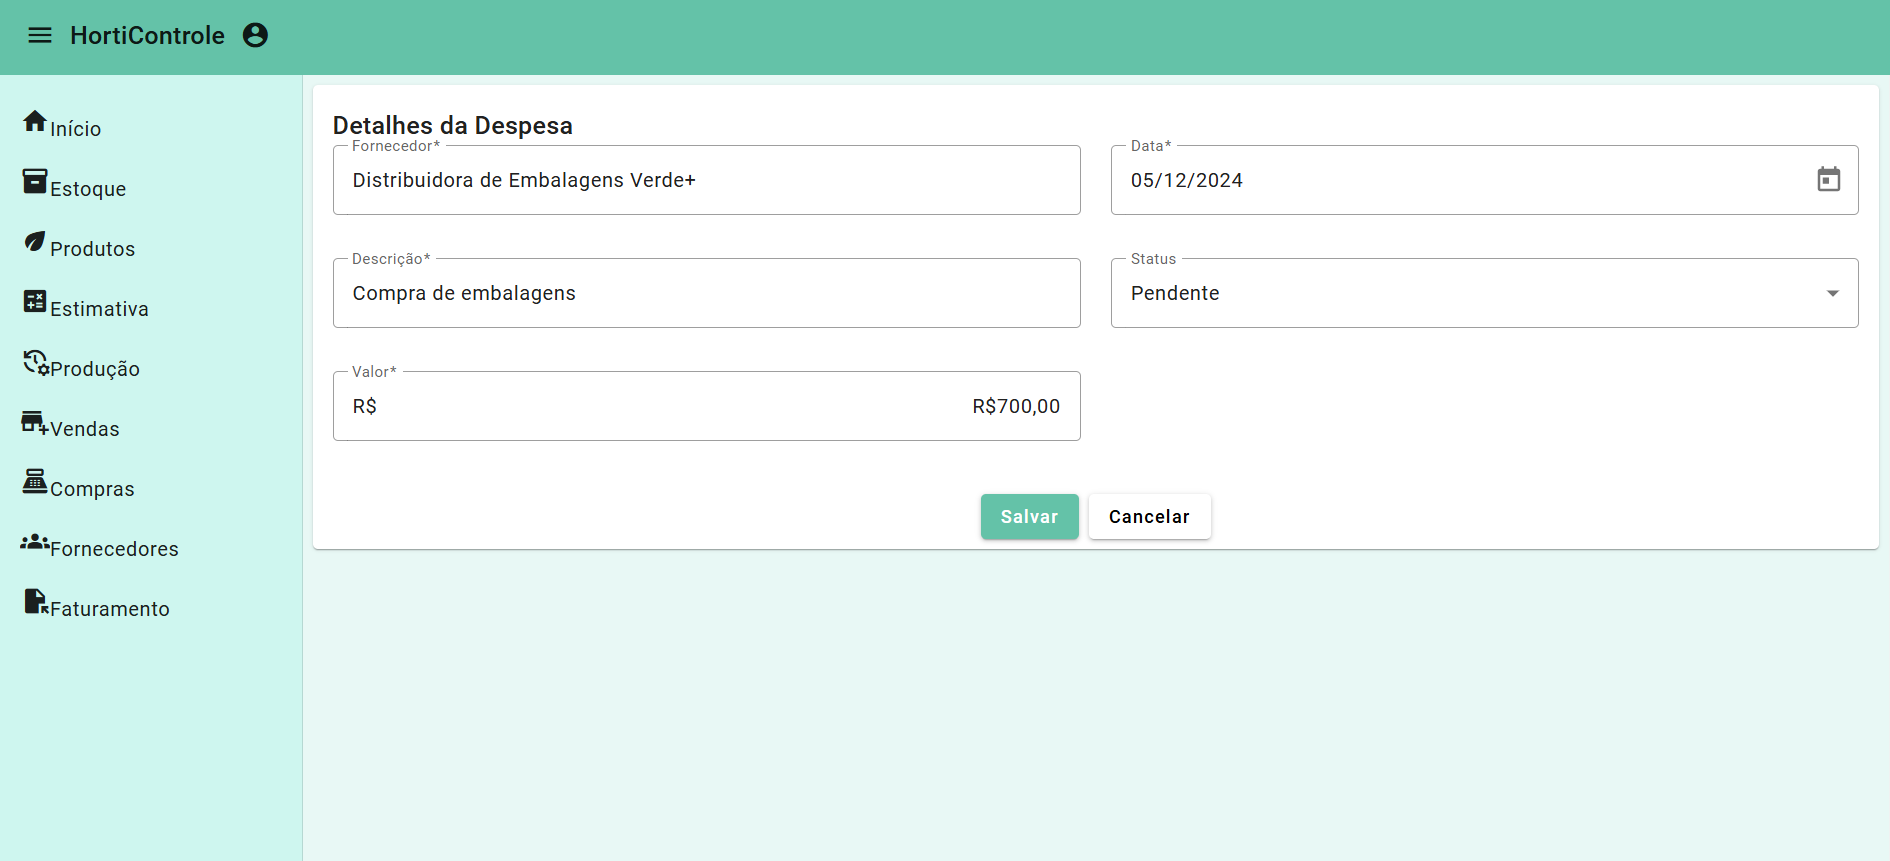 HortiControle
Início
Estoque
Produtos
Estimativa
Produção
Vendas
Compras
Fornecedores
Faturamento
Detalhes da Despesa
Fornecedor*
Distribuidora de Embalagens Verde+
Data*
05/12/2024
Descrição*
Compra de embalagens
Status
Pendente
Valor*
R$ R$700,00
Salvar Cancelar